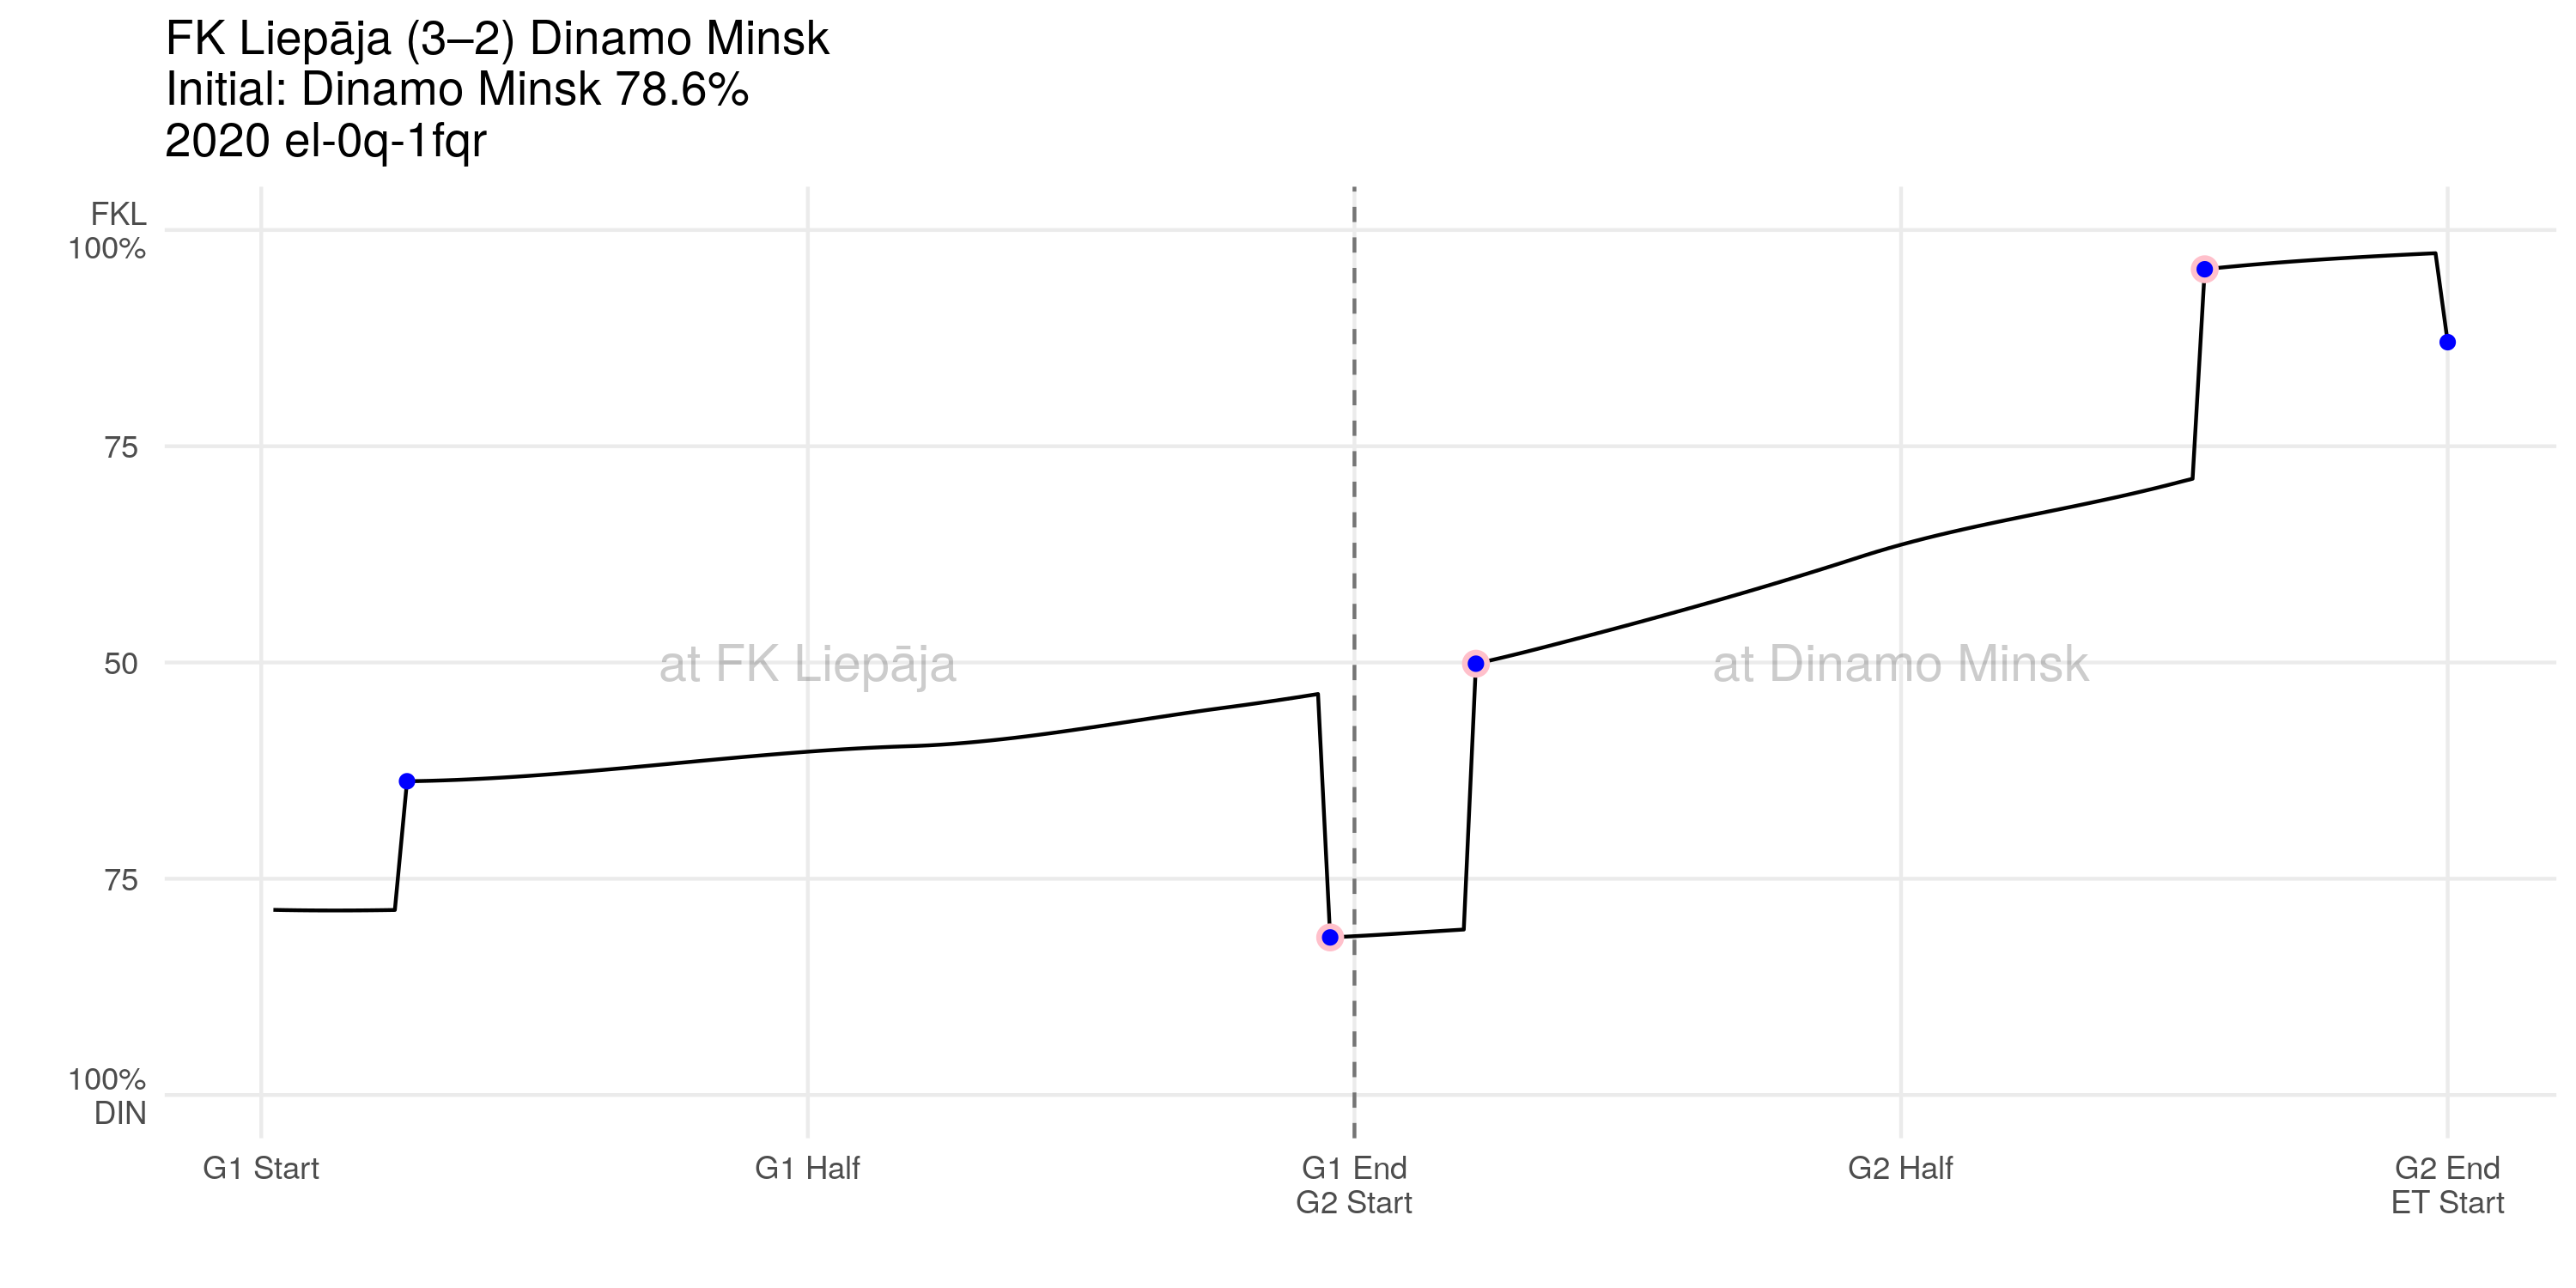 FK Liepāja (3–2) Dinamo Minsk
Initial: Dinamo Minsk 78.6%
2020 el-0q-1fqr
FKL
100%
75
50
75
100%
DIN
at FK Liepāja
at Dinamo Minsk
G1 Start
G1 Half
G1 End
G2 Start
G2 Half
G2 End
ET Start